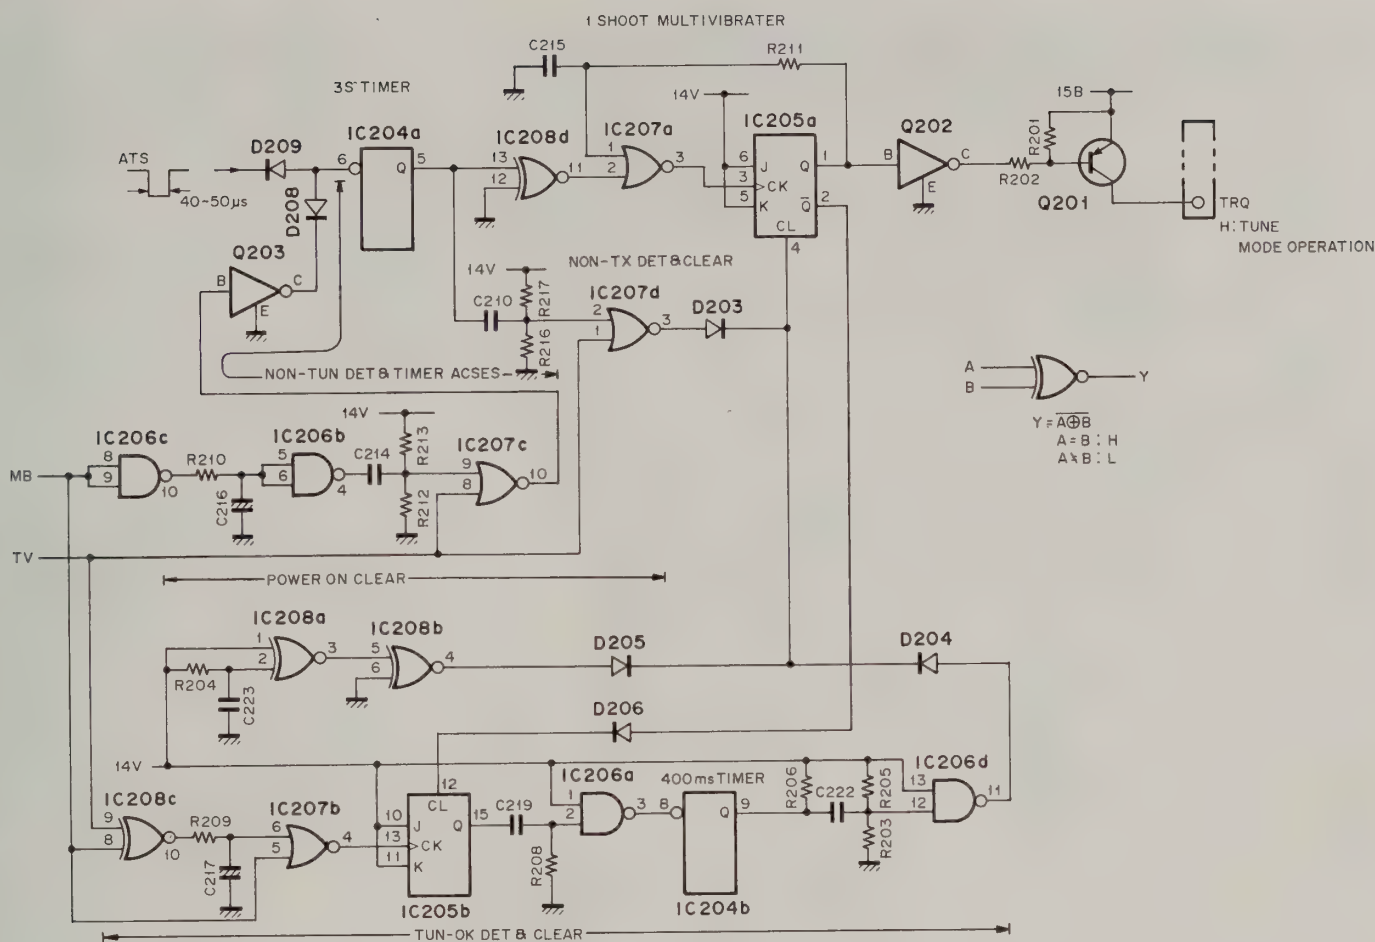 1 SHOOT MULTIVIBRATER
C215
R211
3S TIMER
14V
15B
IC204a
IC208d
IC207a
IC205a
Q202
R201
D209
ATS
6
Q
5
13
12
11
1
2
3
6
J
Q
1
3
CK
5
K
Q̄
2
CL
4
B
C
E
R202
Q201
TRQ
H:TUNE
MODE OPERATION
40~50μs
D208
Q203
B
C
E
NON-TX DET & CLEAR
14V
R217
C210
R216
IC207d
2
1
3
D203
NON-TUN DET & TIMER ACSES
A
B
Y
Y=A⊕B
A=B : H
A≠B : L
14V
IC206c
IC206b
R213
IC207c
MB
8
9
10
R210
C216
5
6
4
C214
R212
9
8
10
TV
POWER ON CLEAR
IC208a
IC208b
D205
D204
1
2
3
5
6
4
R204
C223
D206
14V
IC206a
400ms TIMER
IC206d
IC208c
IC207b
12
CL
10
J
Q
15
13
CK
11
K
C219
R208
1
2
3
8
Q
9
R206
C222
R205
R203
13
12
11
9
8
10
R209
C217
6
5
4
IC205b
IC204b
TUN-OK DET & CLEAR